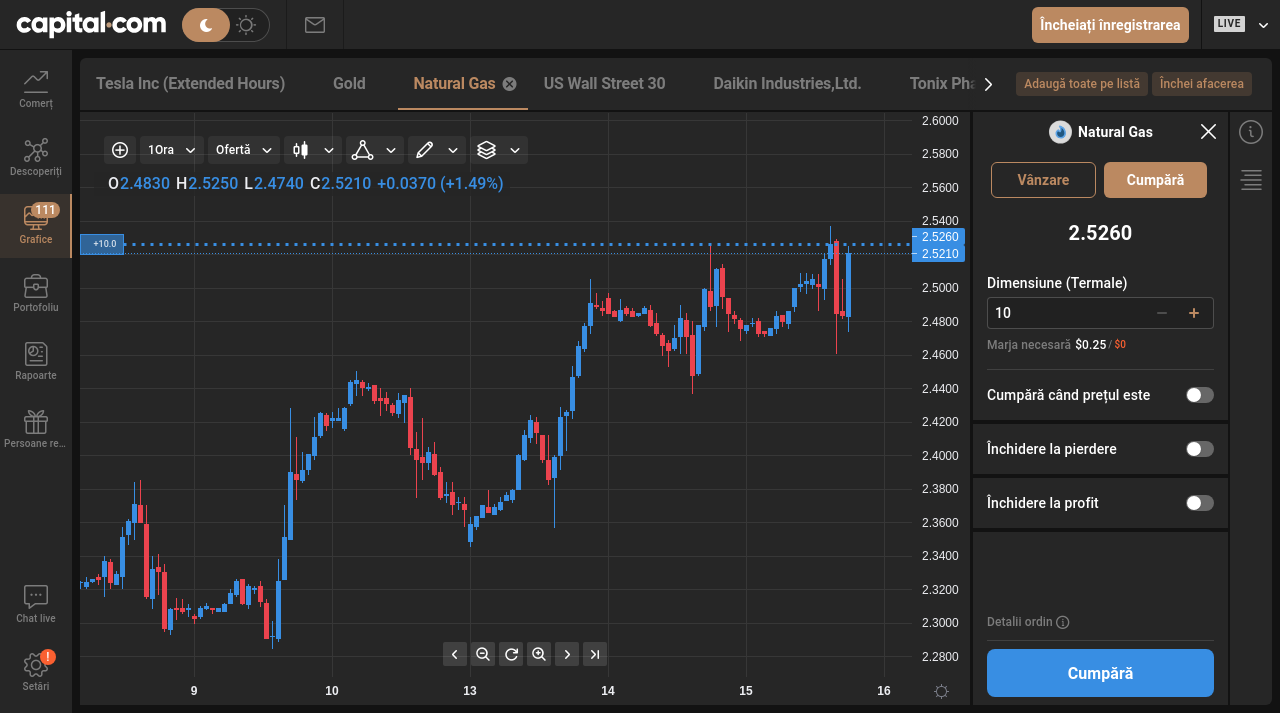 capital.com
Încheiați înregistrarea
LIVE
Comerț
Descoperiți
111
Grafice
Portofoliu
Rapoarte
Persoane re...
Chat live
!
Setări
Tesla Inc (Extended Hours) Gold Natural Gas US Wall Street 30 Daikin Industries,Ltd. Tonix Pha
Adaugă toate pe listă Închei afacerea
1Ora Ofertă
O2.4830 H2.5250 L2.4740 C2.5210 +0.0370 (+1.49%)
+10.0
2.6000
2.5800
2.5600
2.5400
2.5260
2.5210
2.5000
2.4800
2.4600
2.4400
2.4200
2.4000
2.3800
2.3600
2.3400
2.3200
2.3000
2.2800
9 10 13 14 15 16
Natural Gas
Vânzare Cumpără
2.5260
Dimensiune (Termale)
10
Marja necesară $0.25 / $0
Cumpără când prețul este
Închidere la pierdere
Închidere la profit
Detalii ordin
Cumpără